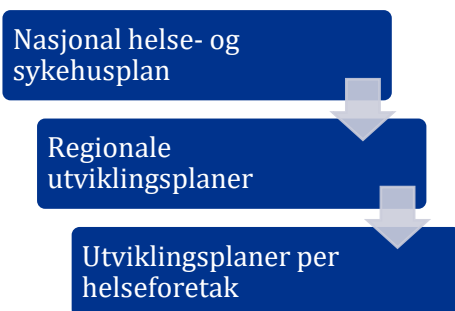 Nasjonal helse- og
sykehusplan
Regionale
utviklingsplaner
Utviklingsplaner per
helseforetak